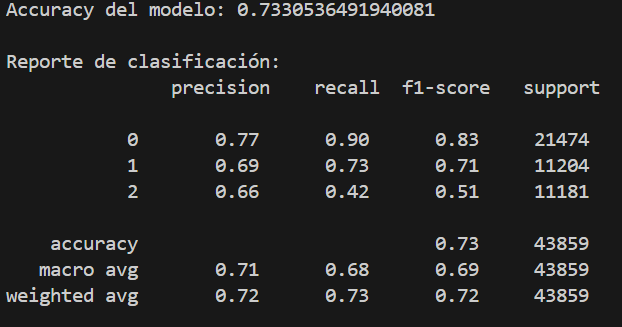 Accuracy del modelo: 0.7330536491940081
Reporte de clasificación:
precision recall f1-score support
0 0.77 0.90 0.83 21474
1 0.69 0.73 0.71 11204
2 0.66 0.42 0.51 11181
accuracy 0.73 43859
macro avg 0.71 0.68 0.69 43859
weighted avg 0.72 0.73 0.72 43859